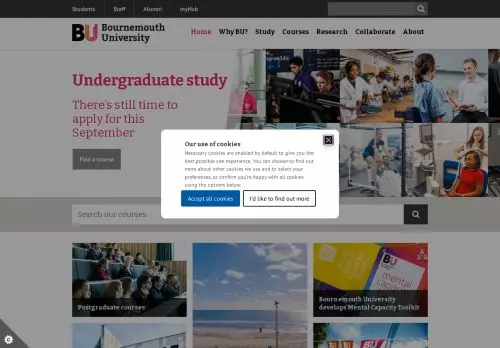 Students Staff Alumni myHub
BU Bournemouth
University
Home Why BU? Study Courses Research Collaborate About
Undergraduate study
There's still time to
apply for this
September
Find a course
Our use of cookies
Necessary cookies are enabled by default to give you the
best possible site experience. You can choose to find out
more about other cookies we use and to select your
preferences, or confirm you're happy with all cookies
using the options below.
Accept all cookies I'd like to find out more
Search our courses...
Postgraduate courses
BU
mental
capacity
Bournemouth University
develops Mental Capacity Toolkit
BU